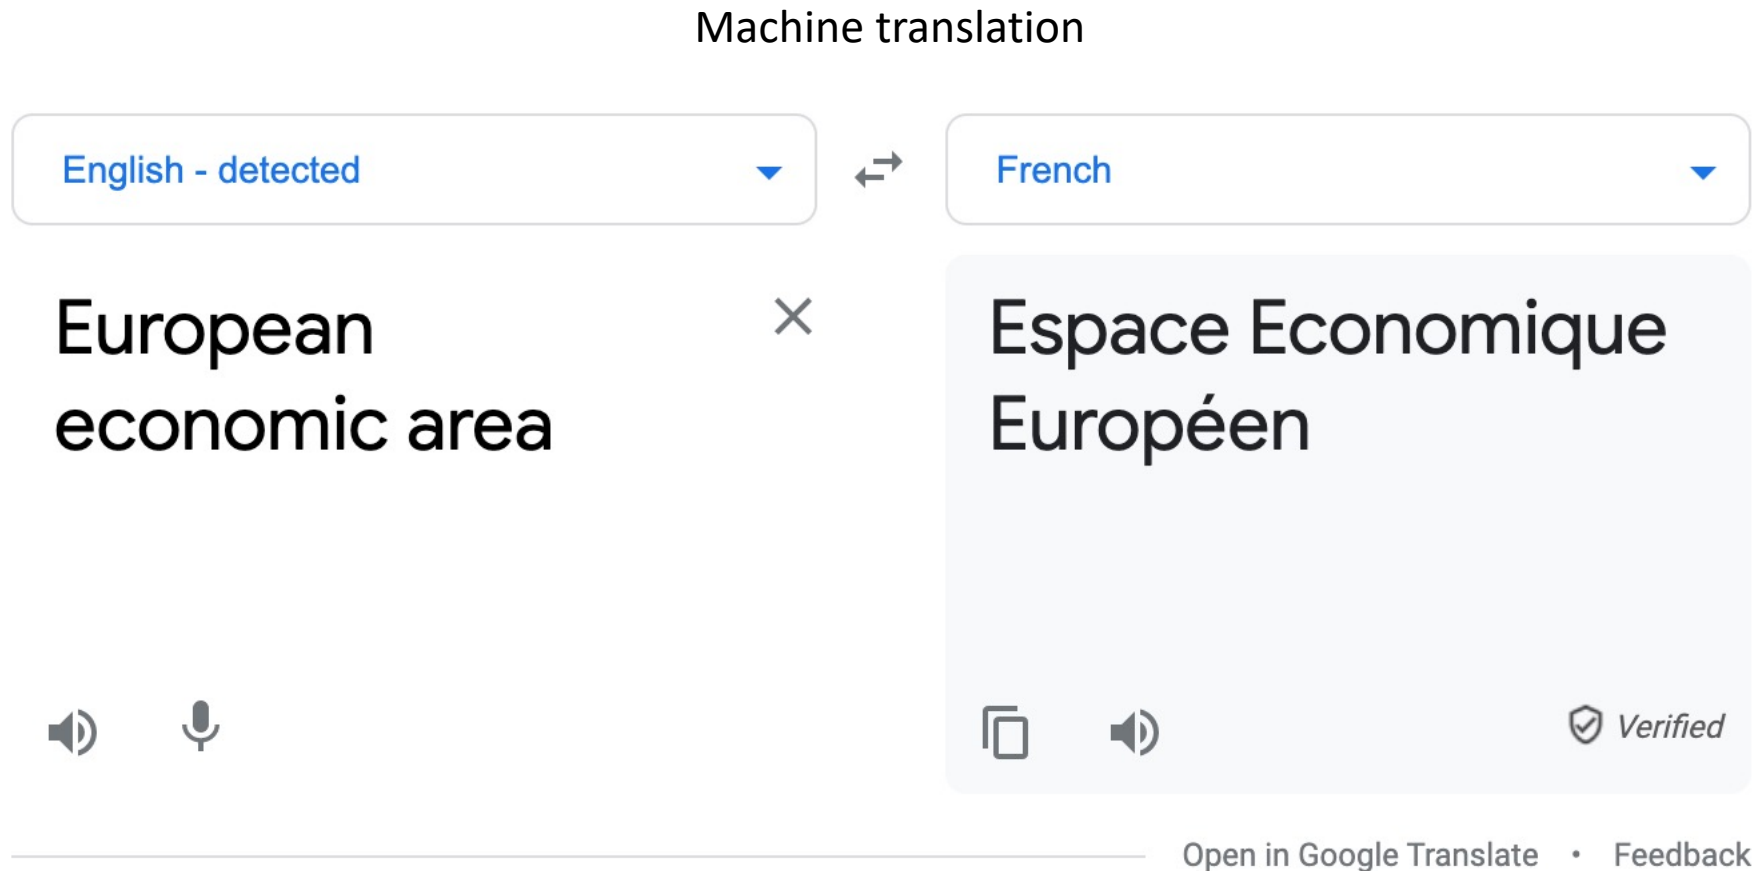 Machine translation
English - detected
French
European
economic area
Espace Economique
Européen
Verified
Open in Google Translate • Feedback